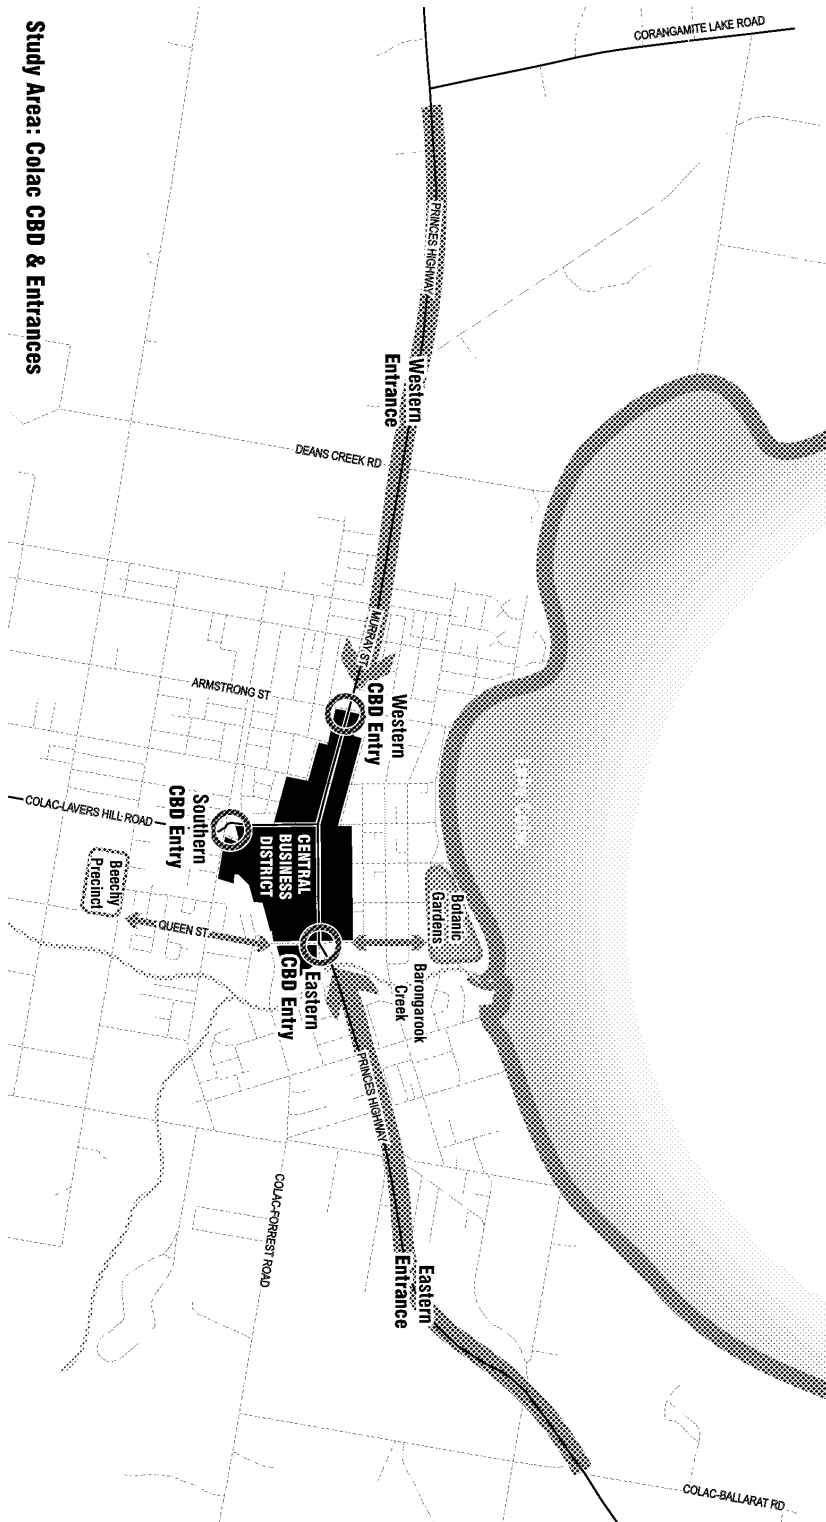 Study Area: Colac CBD & Entrances
CORANGAMITE LAKE ROAD
PRINCES HIGHWAY
Western
Entrance
DEANS CREEK RD
MURRAY ST
ARMSTRONG ST
Western
CBD Entry
COLAC-LAVERS HILL ROAD
Southern
CBD Entry
CENTRAL
BUSINESS
DISTRICT
Beechy
Precinct
Botanic
Gardens
QUEEN ST
Eastern
CBD Entry
Barongarook
Creek
PRINCES HIGHWAY
COLAC-FORREST ROAD
Eastern
Entrance
COLAC-BALLARAT RD